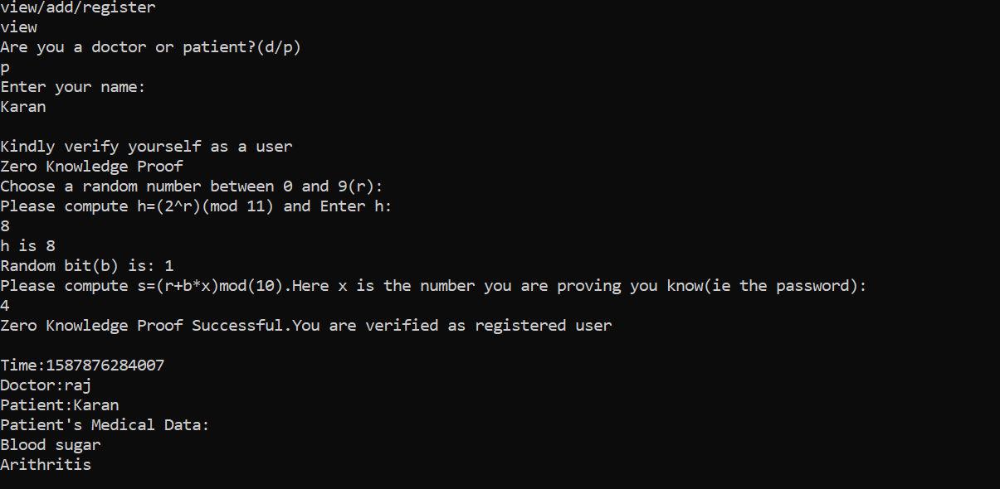 view/add/register
view
Are you a doctor or patient?(d/p)
p
Enter your name:
Karan
Kindly verify yourself as a user
Zero Knowledge Proof
Choose a random number between 0 and 9(r):
Please compute h=(2^r)(mod 11) and Enter h:
8
h is 8
Random bit(b) is: 1
Please compute s=(r+b*x)mod(10).Here x is the number you are proving you know(ie the password):
4
Zero Knowledge Proof Successful.You are verified as registered user
Time:1587876284007
Doctor:raj
Patient:Karan
Patient's Medical Data:
Blood sugar
Arithritis